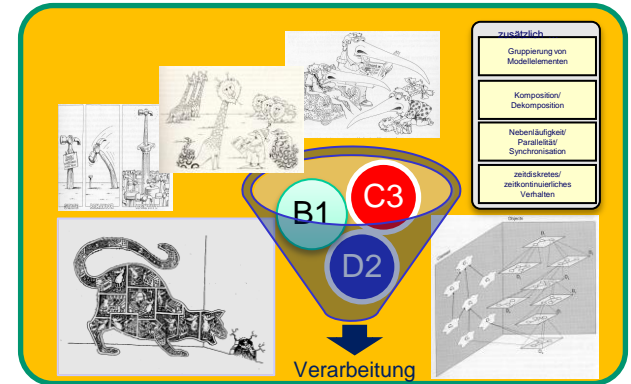 zusätzlich
Gruppierung von
Modellelementen
Komposition/
Dekomposition
Nebenläufigkeit/
Parallelität/
Synchronisation
zeitdiskretes/
zeitkontinuierliches
Verhalten
B1
C3
D2
Objects
Verarbeitung